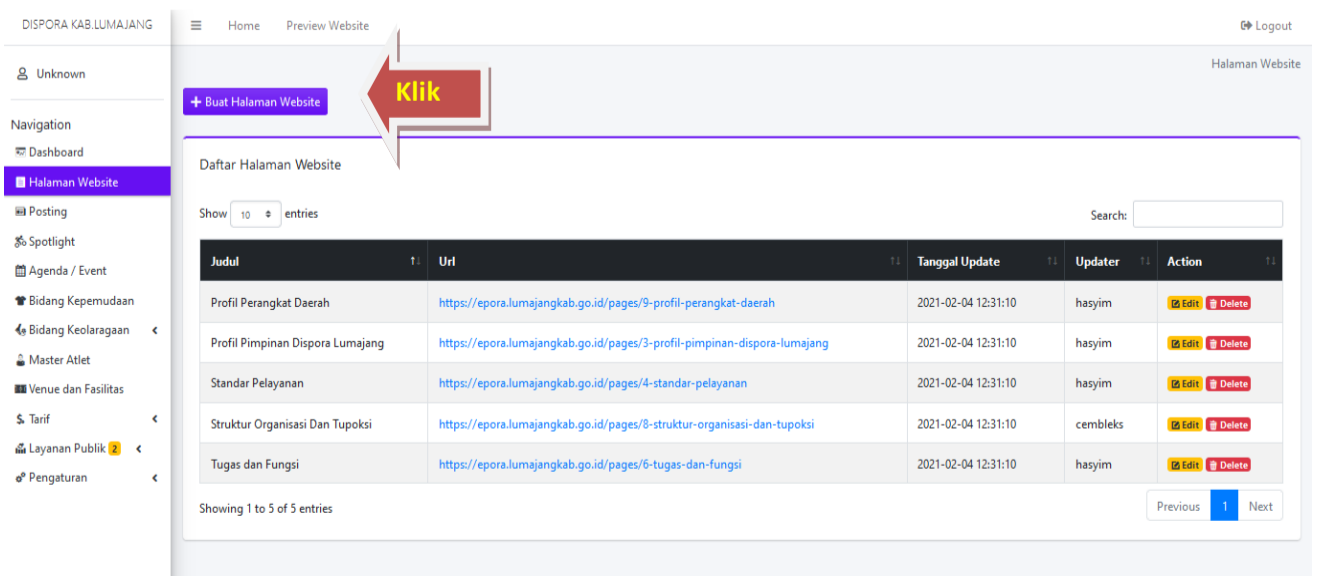 DISPORA KAB.LUMAJANG
Home Preview Website Logout
Unknown
Halaman Website
Buat Halaman Website
Klik
Navigation
Dashboard
Halaman Website
Posting
Spotlight
Agenda / Event
Bidang Kepemudaan
Bidang Keolaragaan
Master Atlet
Venue dan Fasilitas
Tarif
Layanan Publik 2
Pengaturan
Daftar Halaman Website
Show 10 entries Search:
Judul Url Tanggal Update Updater Action
Profil Perangkat Daerah https://epora.lumajangkab.go.id/pages/9-profil-perangkat-daerah 2021-02-04 12:31:10 hasyim Edit Delete
Profil Pimpinan Dispora Lumajang https://epora.lumajangkab.go.id/pages/3-profil-pimpinan-dispora-lumajang 2021-02-04 12:31:10 hasyim Edit Delete
Standar Pelayanan https://epora.lumajangkab.go.id/pages/4-standar-pelayanan 2021-02-04 12:31:10 hasyim Edit Delete
Struktur Organisasi Dan Tupoksi https://epora.lumajangkab.go.id/pages/8-struktur-organisasi-dan-tupoksi 2021-02-04 12:31:10 cembleks Edit Delete
Tugas dan Fungsi https://epora.lumajangkab.go.id/pages/6-tugas-dan-fungsi 2021-02-04 12:31:10 hasyim Edit Delete
Showing 1 to 5 of 5 entries Previous 1 Next